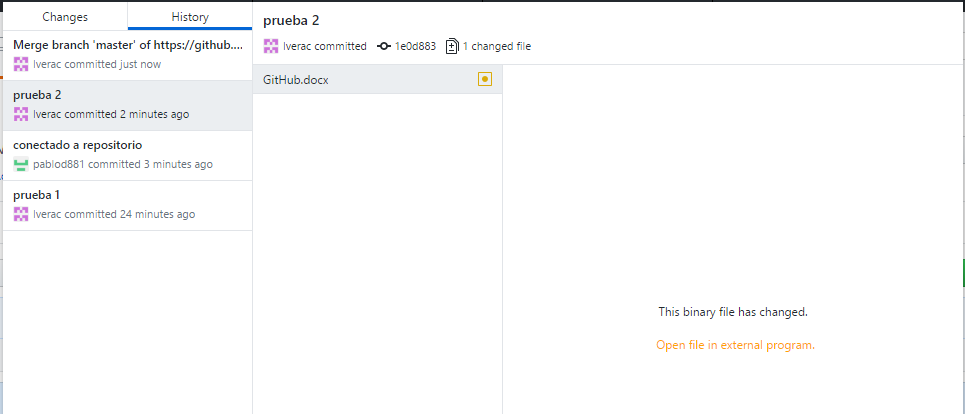 Changes
History
Merge branch 'master' of https://github....
lverac committed just now
prueba 2
lverac committed 2 minutes ago
conectado a repositorio
pablod881 committed 3 minutes ago
prueba 1
lverac committed 24 minutes ago
prueba 2
lverac committed
1e0d883
1 changed file
GitHub.docx
This binary file has changed.
Open file in external program.